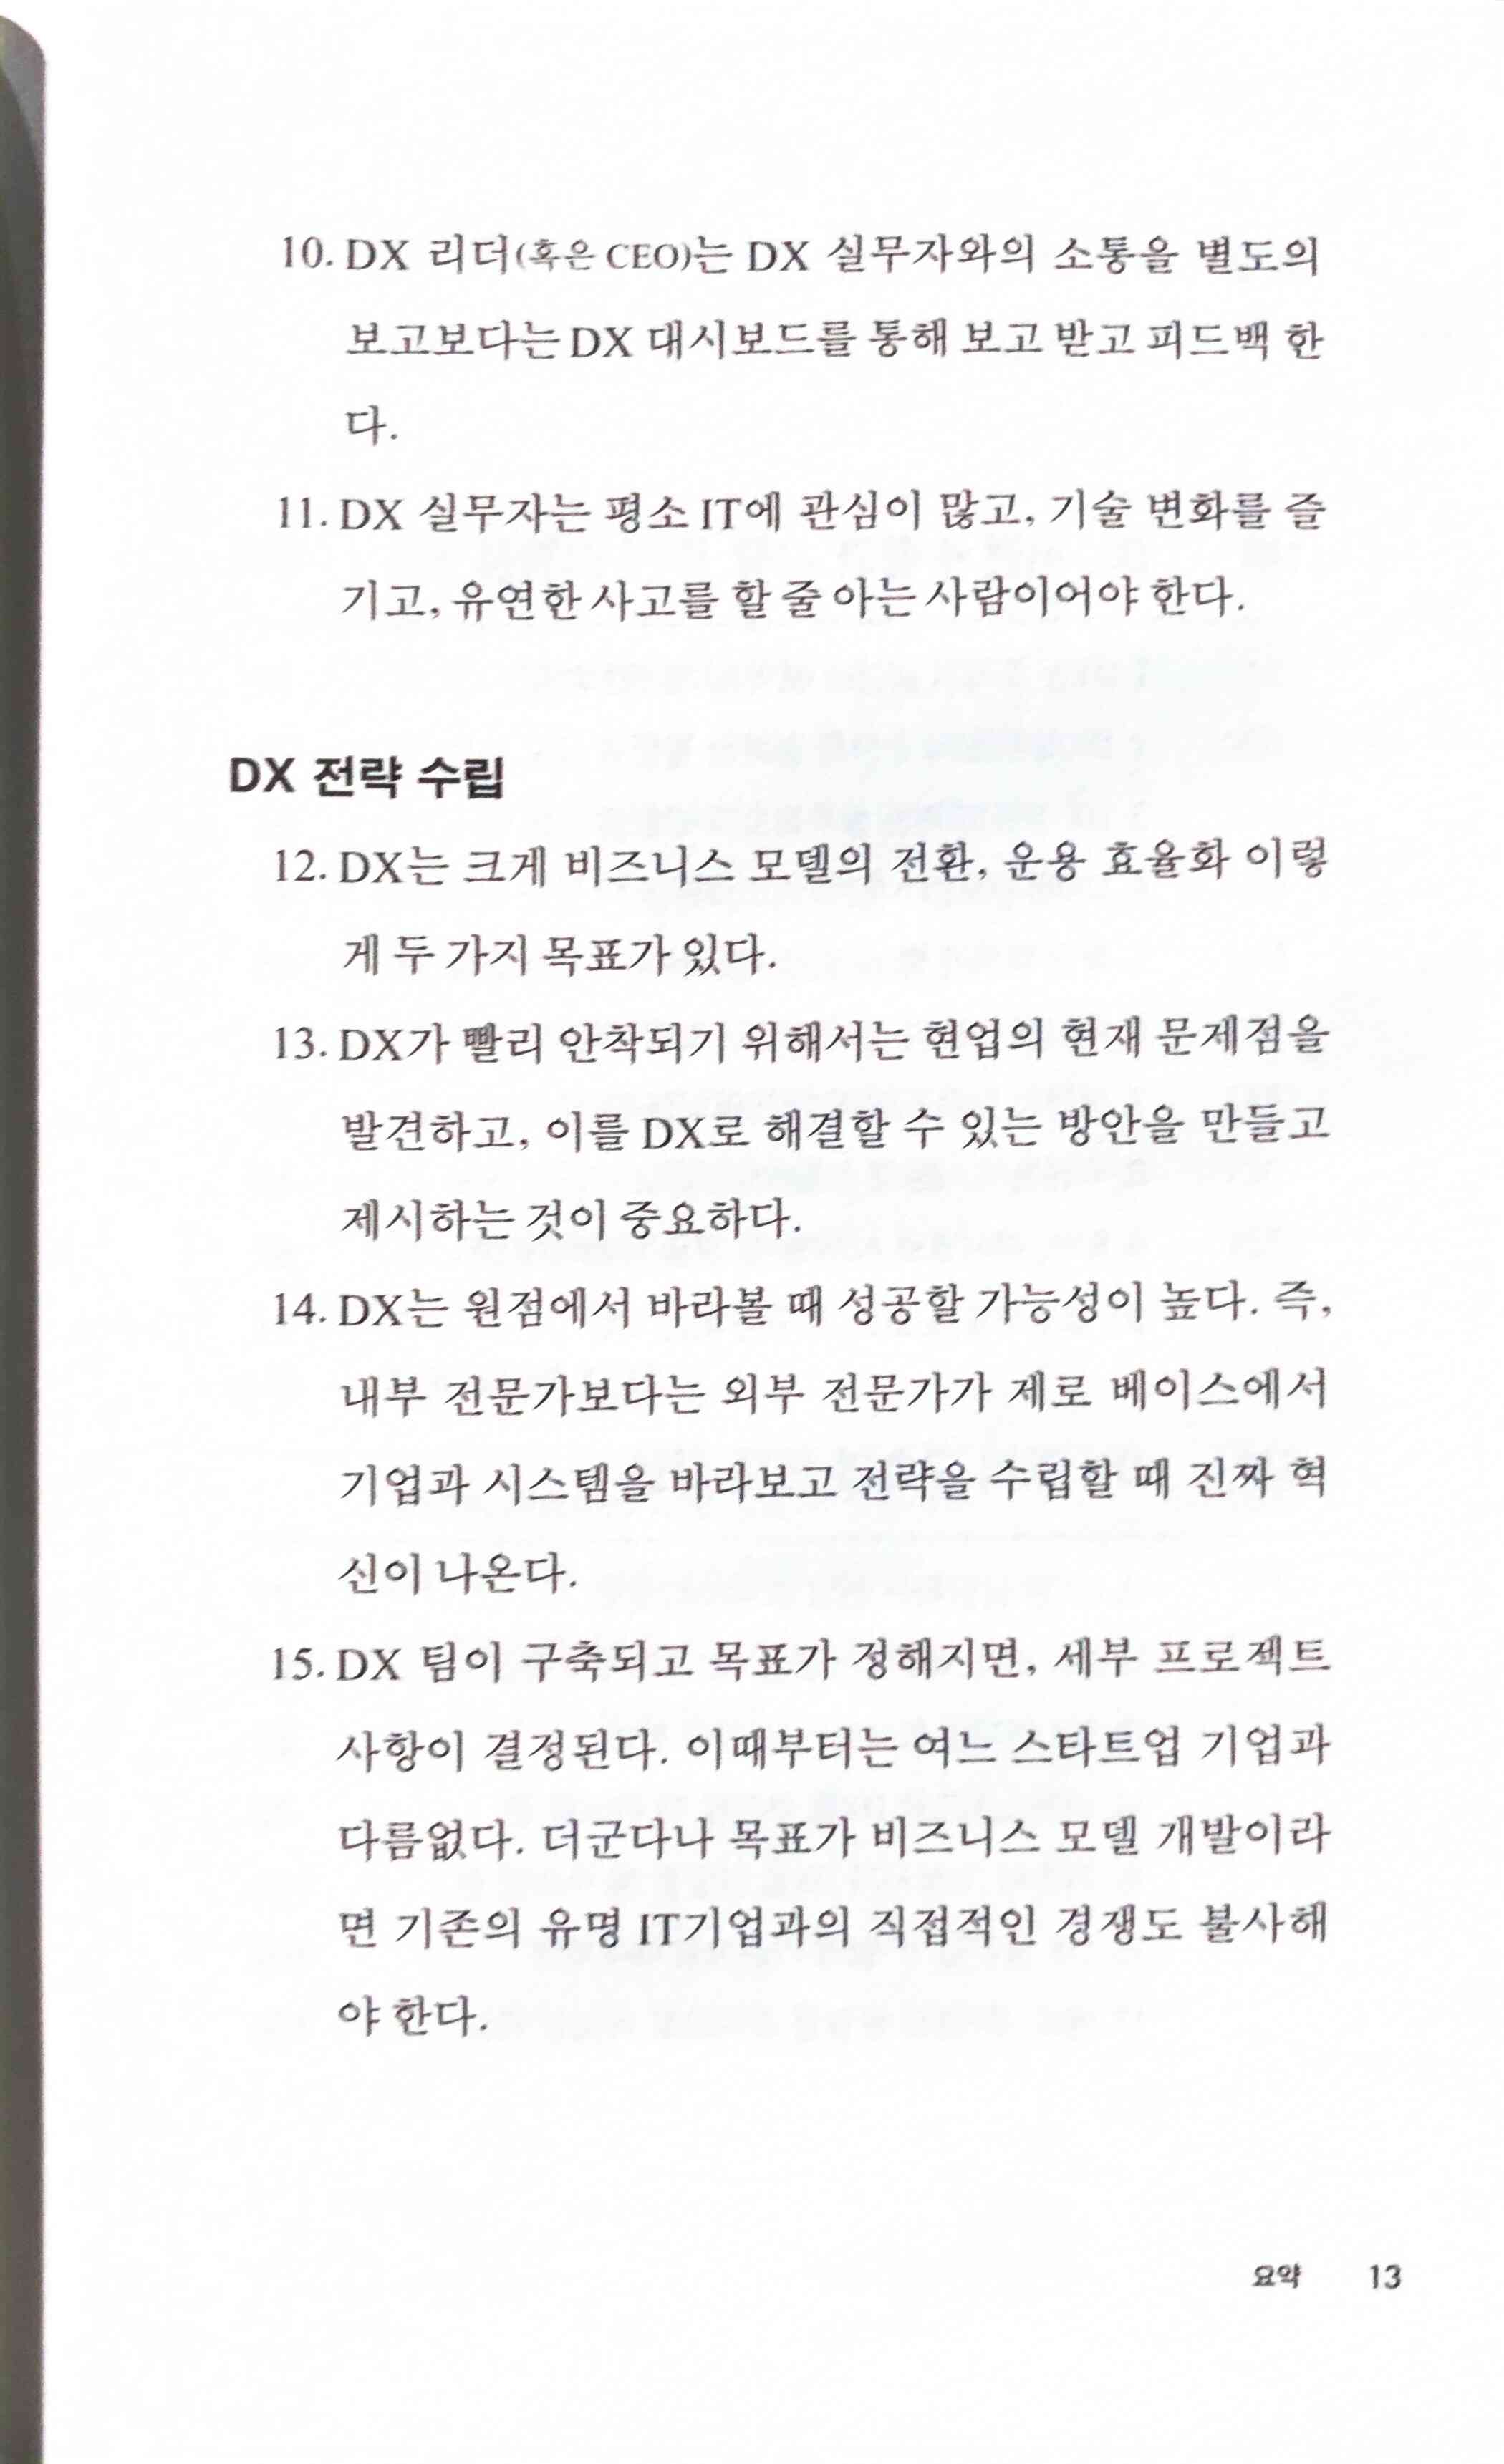 10. DX 리더(혹은 CEO)는 DX 실무자와의 소통을 별도의
보고보다는 DX 대시보드를 통해 보고 받고 피드백 한
다.
11. DX 실무자는 평소 IT에 관심이 많고, 기술 변화를 즐
기고, 유연한 사고를 할 줄 아는 사람이어야 한다.
DX 전략 수립
12. DX는 크게 비즈니스 모델의 전환, 운용 효율화 이렇
게 두 가지 목표가 있다.
13. DX가 빨리 안착되기 위해서는 현업의 현재 문제점을
발견하고, 이를 DX로 해결할 수 있는 방안을 만들고
제시하는 것이 중요하다.
14. DX는 원점에서 바라볼 때 성공할 가능성이 높다. 즉,
내부 전문가보다는 외부 전문가가 제로 베이스에서
기업과 시스템을 바라보고 전략을 수립할 때 진짜 혁
신이 나온다.
15. DX 팀이 구축되고 목표가 정해지면, 세부 프로젝트
사항이 결정된다. 이때부터는 여느 스타트업 기업과
다름없다. 더군다나 목표가 비즈니스 모델 개발이라
면 기존의 유명 IT기업과의 직접적인 경쟁도 불사해
야 한다.
요약 13